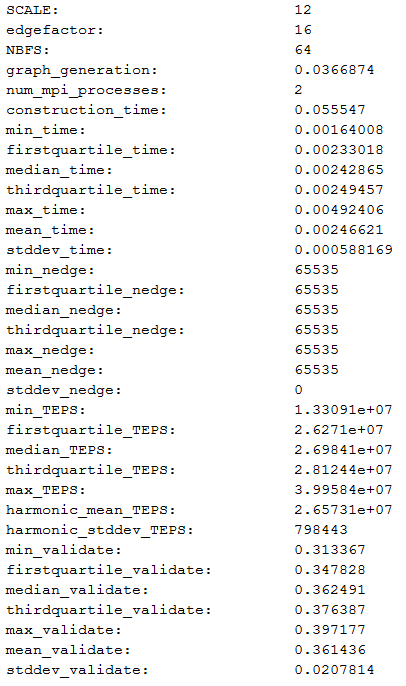 SCALE: 12
edgefactor: 16
NBFS: 64
graph_generation: 0.0366874
num_mpi_processes: 2
construction_time: 0.055547
min_time: 0.00164008
firstquartile_time: 0.00233018
median_time: 0.00242865
thirdquartile_time: 0.00249457
max_time: 0.00492406
mean_time: 0.00246621
stddev_time: 0.000588169
min_nedge: 65535
firstquartile_nedge: 65535
median_nedge: 65535
thirdquartile_nedge: 65535
max_nedge: 65535
mean_nedge: 65535
stddev_nedge: 0
min_TEPS: 1.33091e+07
firstquartile_TEPS: 2.6271e+07
median_TEPS: 2.69841e+07
thirdquartile_TEPS: 2.81244e+07
max_TEPS: 3.99584e+07
harmonic_mean_TEPS: 2.65731e+07
harmonic_stddev_TEPS: 798443
min_validate: 0.313367
firstquartile_validate: 0.347828
median_validate: 0.362491
thirdquartile_validate: 0.376387
max_validate: 0.397177
mean_validate: 0.361436
stddev_validate: 0.0207814